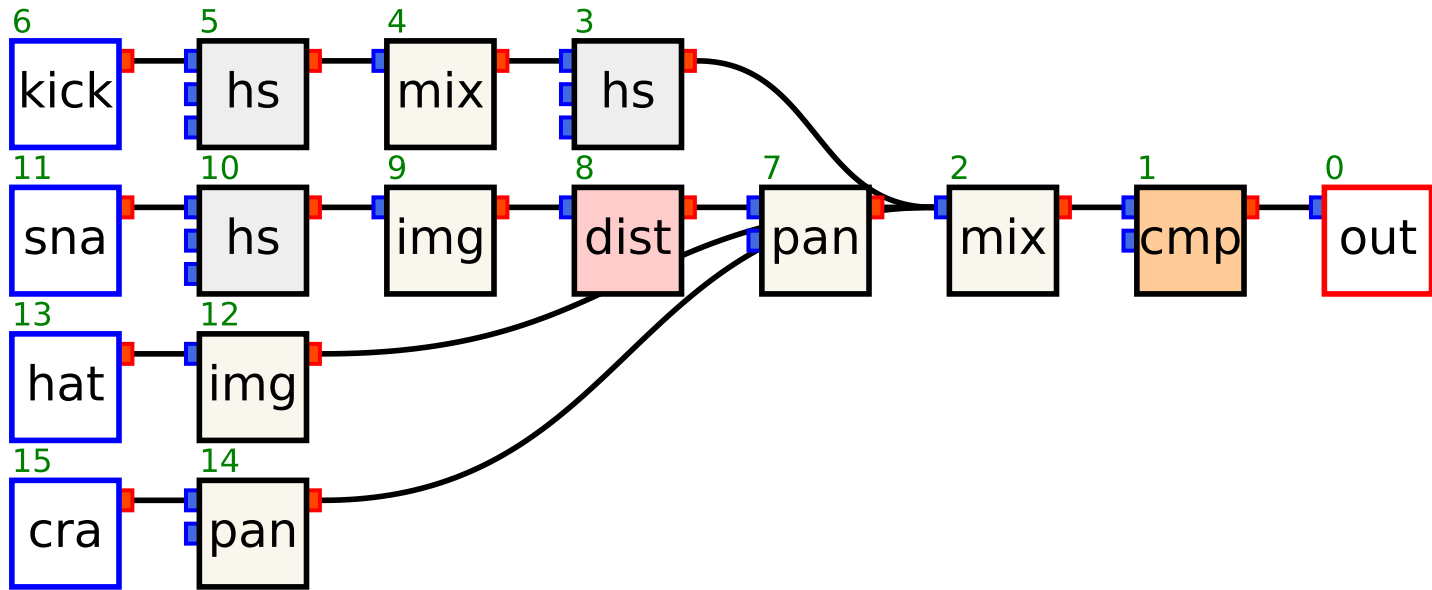 6 5 4 3
kick hs mix hs
11 10 9 8 7 2 1 0
sna hs img dist pan mix cmp out
13 12
hat img
15 14
cra pan